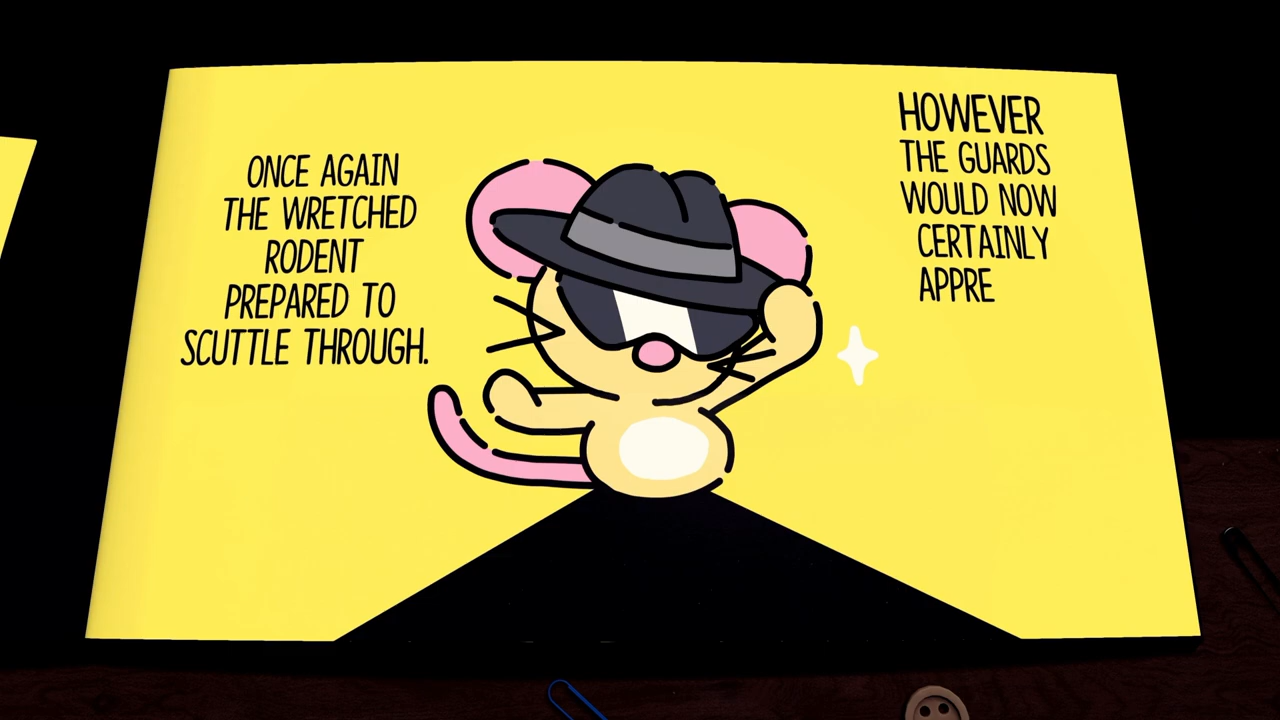 ONCE AGAIN
THE WRETCHED
RODENT
PREPARED TO
SCUTTLE THROUGH.
HOWEVER
THE GUARDS
WOULD NOW
CERTAINLY
APPRE